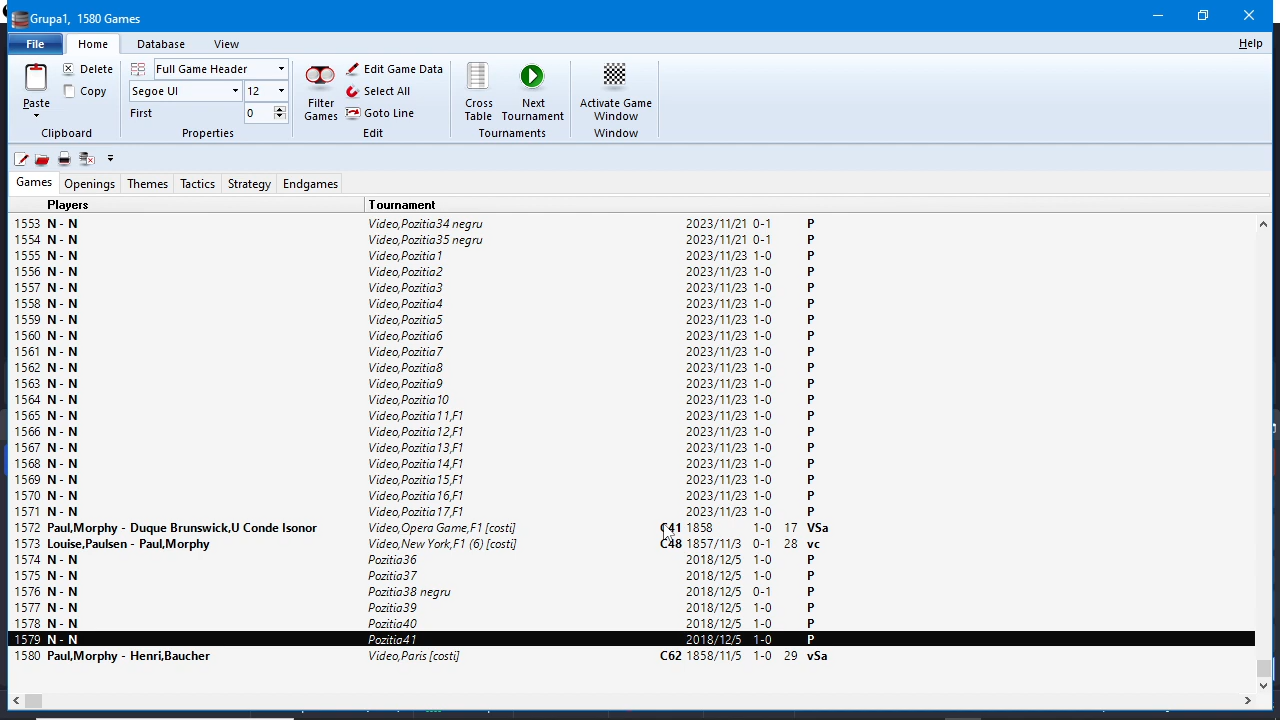 Grupa1, 1580 Games
File Home Database View Help
Paste
Delete
Copy
Clipboard
Full Game Header
Segoe UI 12
First 0
Properties
Filter Games
Edit Game Data
Select All
Goto Line
Edit
Cross Table
Next Tournament
Tournaments
Activate Game Window
Window
Games Openings Themes Tactics Strategy Endgames
Players Tournament
1553 N - N Video,Pozitia34 negru 2023/11/21 0-1 P
1554 N - N Video,Pozitia35 negru 2023/11/21 0-1 P
1555 N - N Video,Pozitia1 2023/11/23 1-0 P
1556 N - N Video,Pozitia2 2023/11/23 1-0 P
1557 N - N Video,Pozitia3 2023/11/23 1-0 P
1558 N - N Video,Pozitia4 2023/11/23 1-0 P
1559 N - N Video,Pozitia5 2023/11/23 1-0 P
1560 N - N Video,Pozitia6 2023/11/23 1-0 P
1561 N - N Video,Pozitia7 2023/11/23 1-0 P
1562 N - N Video,Pozitia8 2023/11/23 1-0 P
1563 N - N Video,Pozitia9 2023/11/23 1-0 P
1564 N - N Video,Pozitia10 2023/11/23 1-0 P
1565 N - N Video,Pozitia11,F1 2023/11/23 1-0 P
1566 N - N Video,Pozitia12,F1 2023/11/23 1-0 P
1567 N - N Video,Pozitia13,F1 2023/11/23 1-0 P
1568 N - N Video,Pozitia14,F1 2023/11/23 1-0 P
1569 N - N Video,Pozitia15,F1 2023/11/23 1-0 P
1570 N - N Video,Pozitia16,F1 2023/11/23 1-0 P
1571 N - N Video,Pozitia17,F1 2023/11/23 1-0 P
1572 Paul,Morphy - Duque Brunswick,U Conde Isonor Video,Opera Game,F1 [costi] C41 1858 1-0 17 VSa
1573 Louise,Paulsen - Paul,Morphy Video,New York,F1 (6) [costi] C48 1857/11/3 0-1 28 vc
1574 N - N Pozitia36 2018/12/5 1-0 P
1575 N - N Pozitia37 2018/12/5 1-0 P
1576 N - N Pozitia38 negru 2018/12/5 0-1 P
1577 N - N Pozitia39 2018/12/5 1-0 P
1578 N - N Pozitia40 2018/12/5 1-0 P
1579 N - N Pozitia41 2018/12/5 1-0 P
1580 Paul,Morphy - Henri,Baucher Video,Paris [costi] C62 1858/11/5 1-0 29 vSa